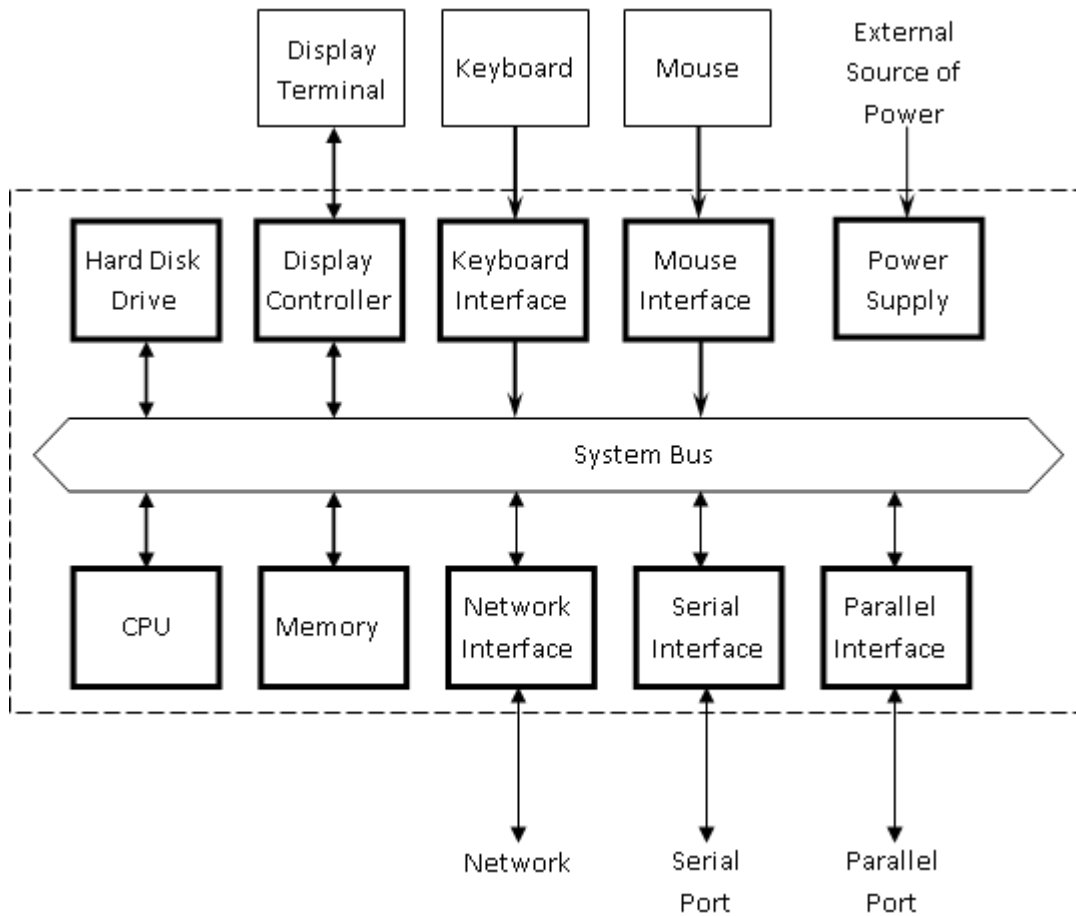 Display
Terminal
Keyboard
Mouse
External
Source of
Power
Hard Disk
Drive
Display
Controller
Keyboard
Interface
Mouse
Interface
Power
Supply
System Bus
CPU
Memory
Network
Interface
Serial
Interface
Parallel
Interface
Network
Serial
Port
Parallel
Port